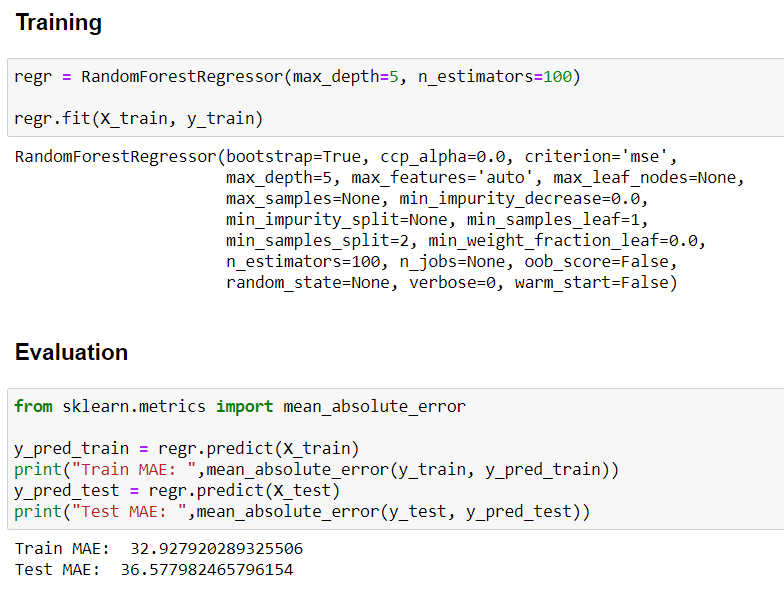 Training
regr = RandomForestRegressor(max_depth=5, n_estimators=100)
regr.fit(X_train, y_train)
RandomForestRegressor(bootstrap=True, ccp_alpha=0.0, criterion='mse',
max_depth=5, max_features='auto', max_leaf_nodes=None,
max_samples=None, min_impurity_decrease=0.0,
min_impurity_split=None, min_samples_leaf=1,
min_samples_split=2, min_weight_fraction_leaf=0.0,
n_estimators=100, n_jobs=None, oob_score=False,
random_state=None, verbose=0, warm_start=False)
Evaluation
from sklearn.metrics import mean_absolute_error
y_pred_train = regr.predict(X_train)
print("Train MAE: ",mean_absolute_error(y_train, y_pred_train))
y_pred_test = regr.predict(X_test)
print("Test MAE: ",mean_absolute_error(y_test, y_pred_test))
Train MAE:  32.927920289325506
Test MAE:  36.577982465796154